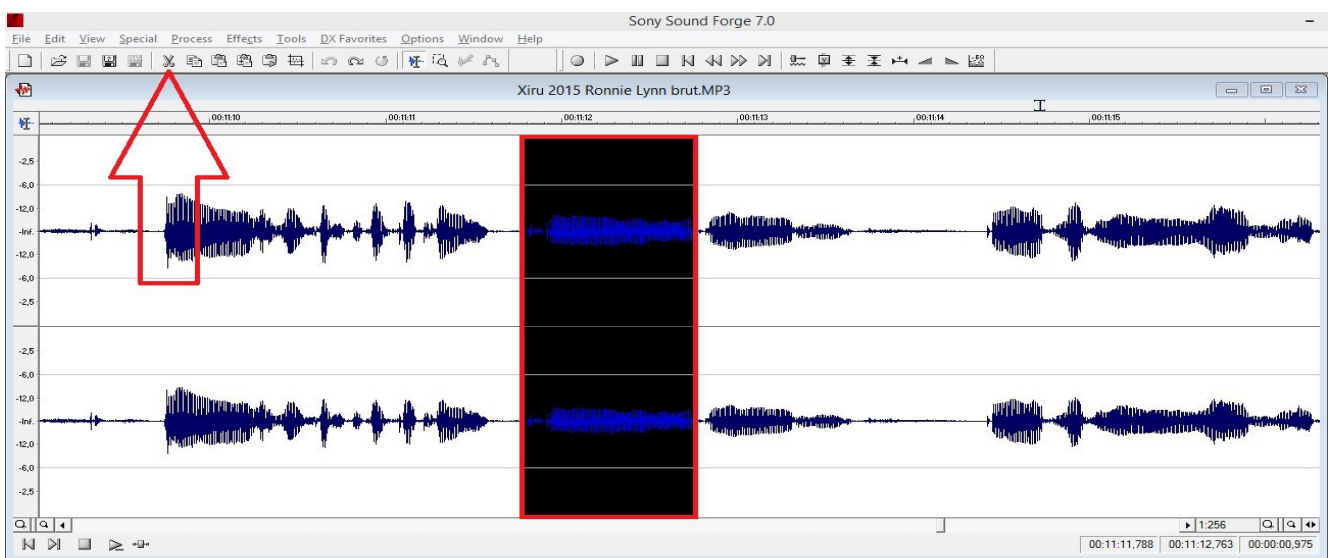 Sony Sound Forge 7.0
File Edit View Special Process Effects Tools DX Favorites Options Window Help
Xiru 2015 Ronnie Lynn brut.MP3
00:11:10 00:11:11 00:11:12 00:11:13 00:11:14 00:11:15
-2,5
-6,0
-12,0
-Inf.
-12,0
-6,0
-2,5
-2,5
-6,0
-12,0
-Inf.
-12,0
-6,0
-2,5
1:256
00:11:11,788 00:11:12,763 00:00:00,975